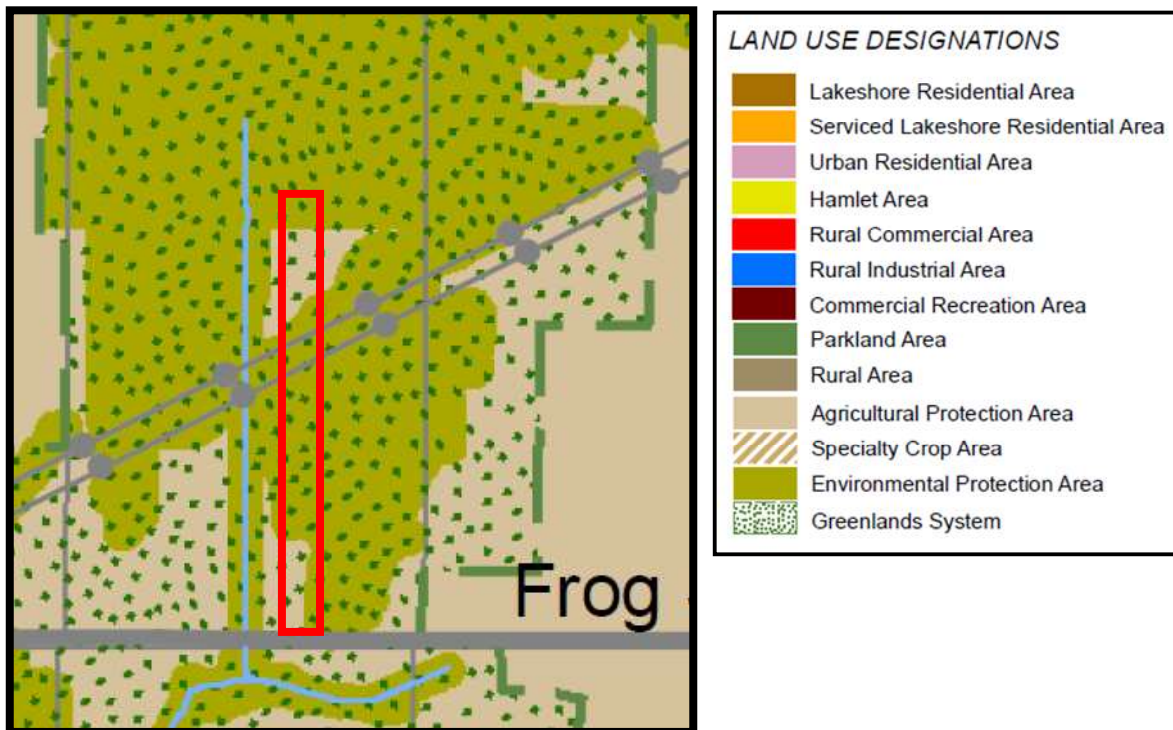 Frog
LAND USE DESIGNATIONS
Lakeshore Residential Area
Serviced Lakeshore Residential Area
Urban Residential Area
Hamlet Area
Rural Commercial Area
Rural Industrial Area
Commercial Recreation Area
Parkland Area
Rural Area
Agricultural Protection Area
Specialty Crop Area
Environmental Protection Area
Greenlands System